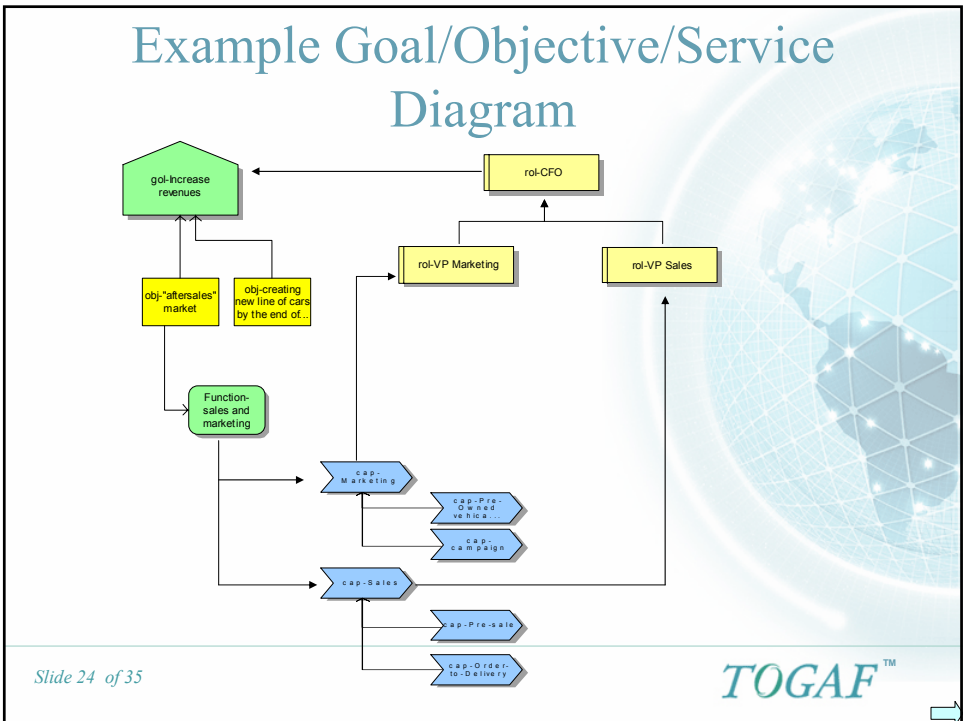 Example Goal/Objective/Service
Diagram
gol-Increase
revenues
rol-CFO
rol-VP Marketing
rol-VP Sales
obj-"aftersales"
market
obj-creating
new line of cars
by the end of...
Function-
sales and
marketing
cap-
Marketing
cap-Pre-
Owned
vehica...
cap-
campaign
cap-Sales
cap-Pre-sale
cap-Order-
to-Delivery
Slide 24 of 35
TOGAF™